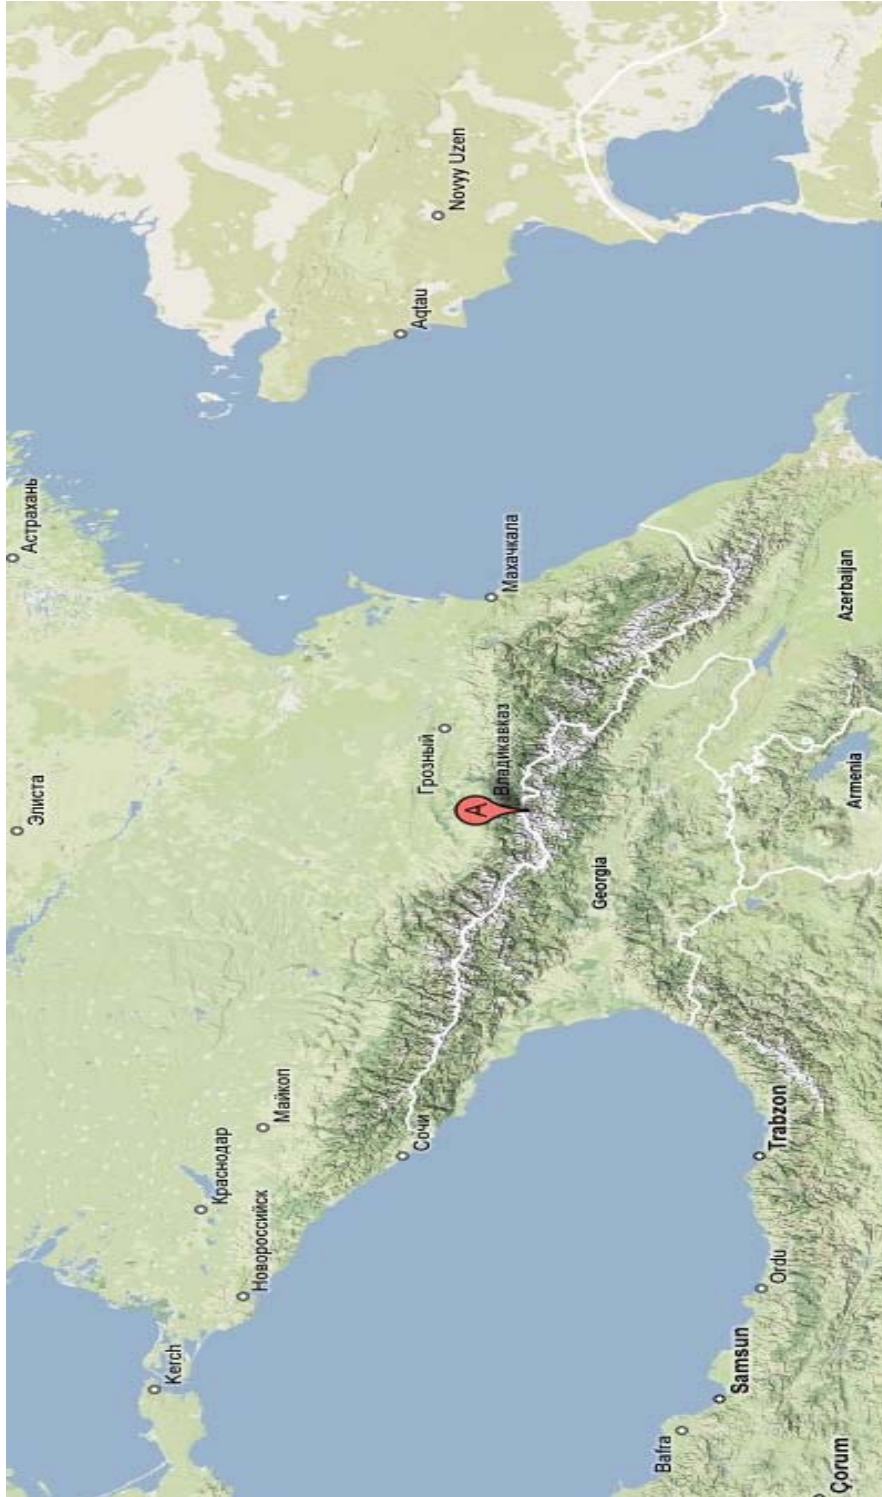 Астрахань
Элиста
Novyy Uzen
Kerch
Краснодар
Майкоп
Новороссийск
Aqtau
Сочи
Грозный
Махачкала
A
Владикавказ
Georgia
Bafra
Samsun
Ordu
Trabzon
Armenia
Azerbaijan
Çorum